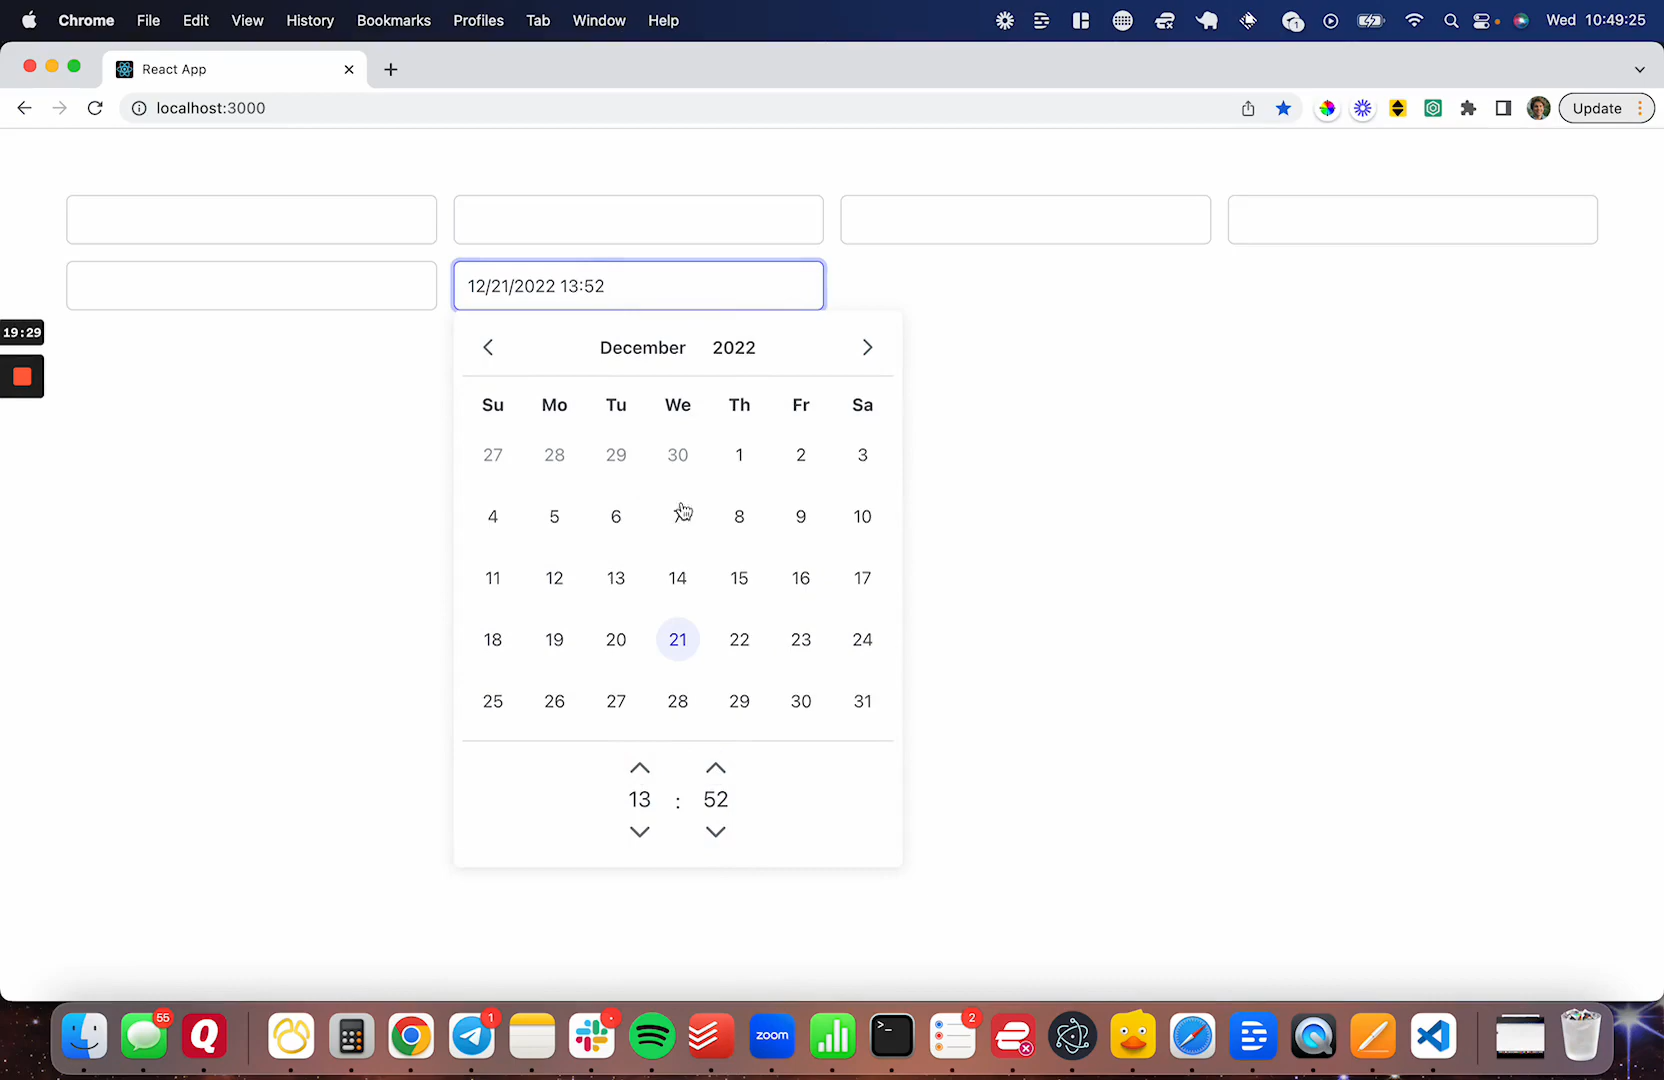 Chrome File Edit View History Bookmarks Profiles Tab Window Help 1 Wed 10:49:25
React App
localhost:3000 Update
12/21/2022 13:52
19:29
December 2022
Su Mo Tu We Th Fr Sa
27 28 29 30 1 2 3
4 5 6 8 9 10
11 12 13 14 15 16 17
18 19 20 21 22 23 24
25 26 27 28 29 30 31
13 : 52
55 1 2
zoom